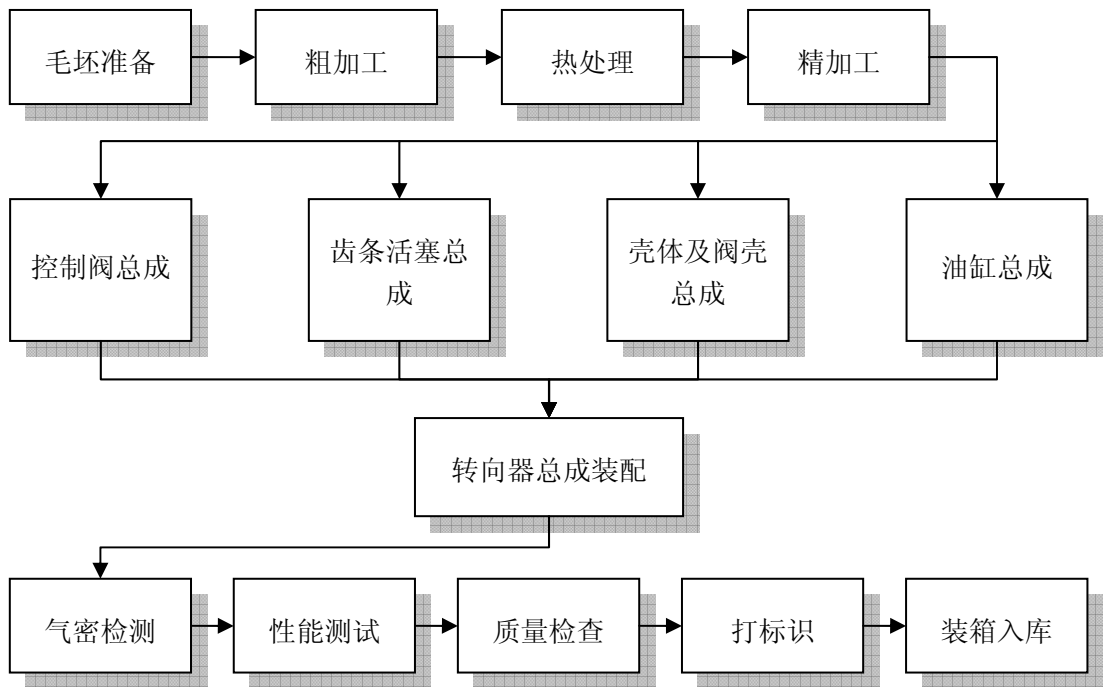 毛坯准备
粗加工
热处理
精加工
控制阀总成
齿条活塞总
成
壳体及阀壳
总成
油缸总成
转向器总成装配
气密检测
性能测试
质量检查
打标识
装箱入库